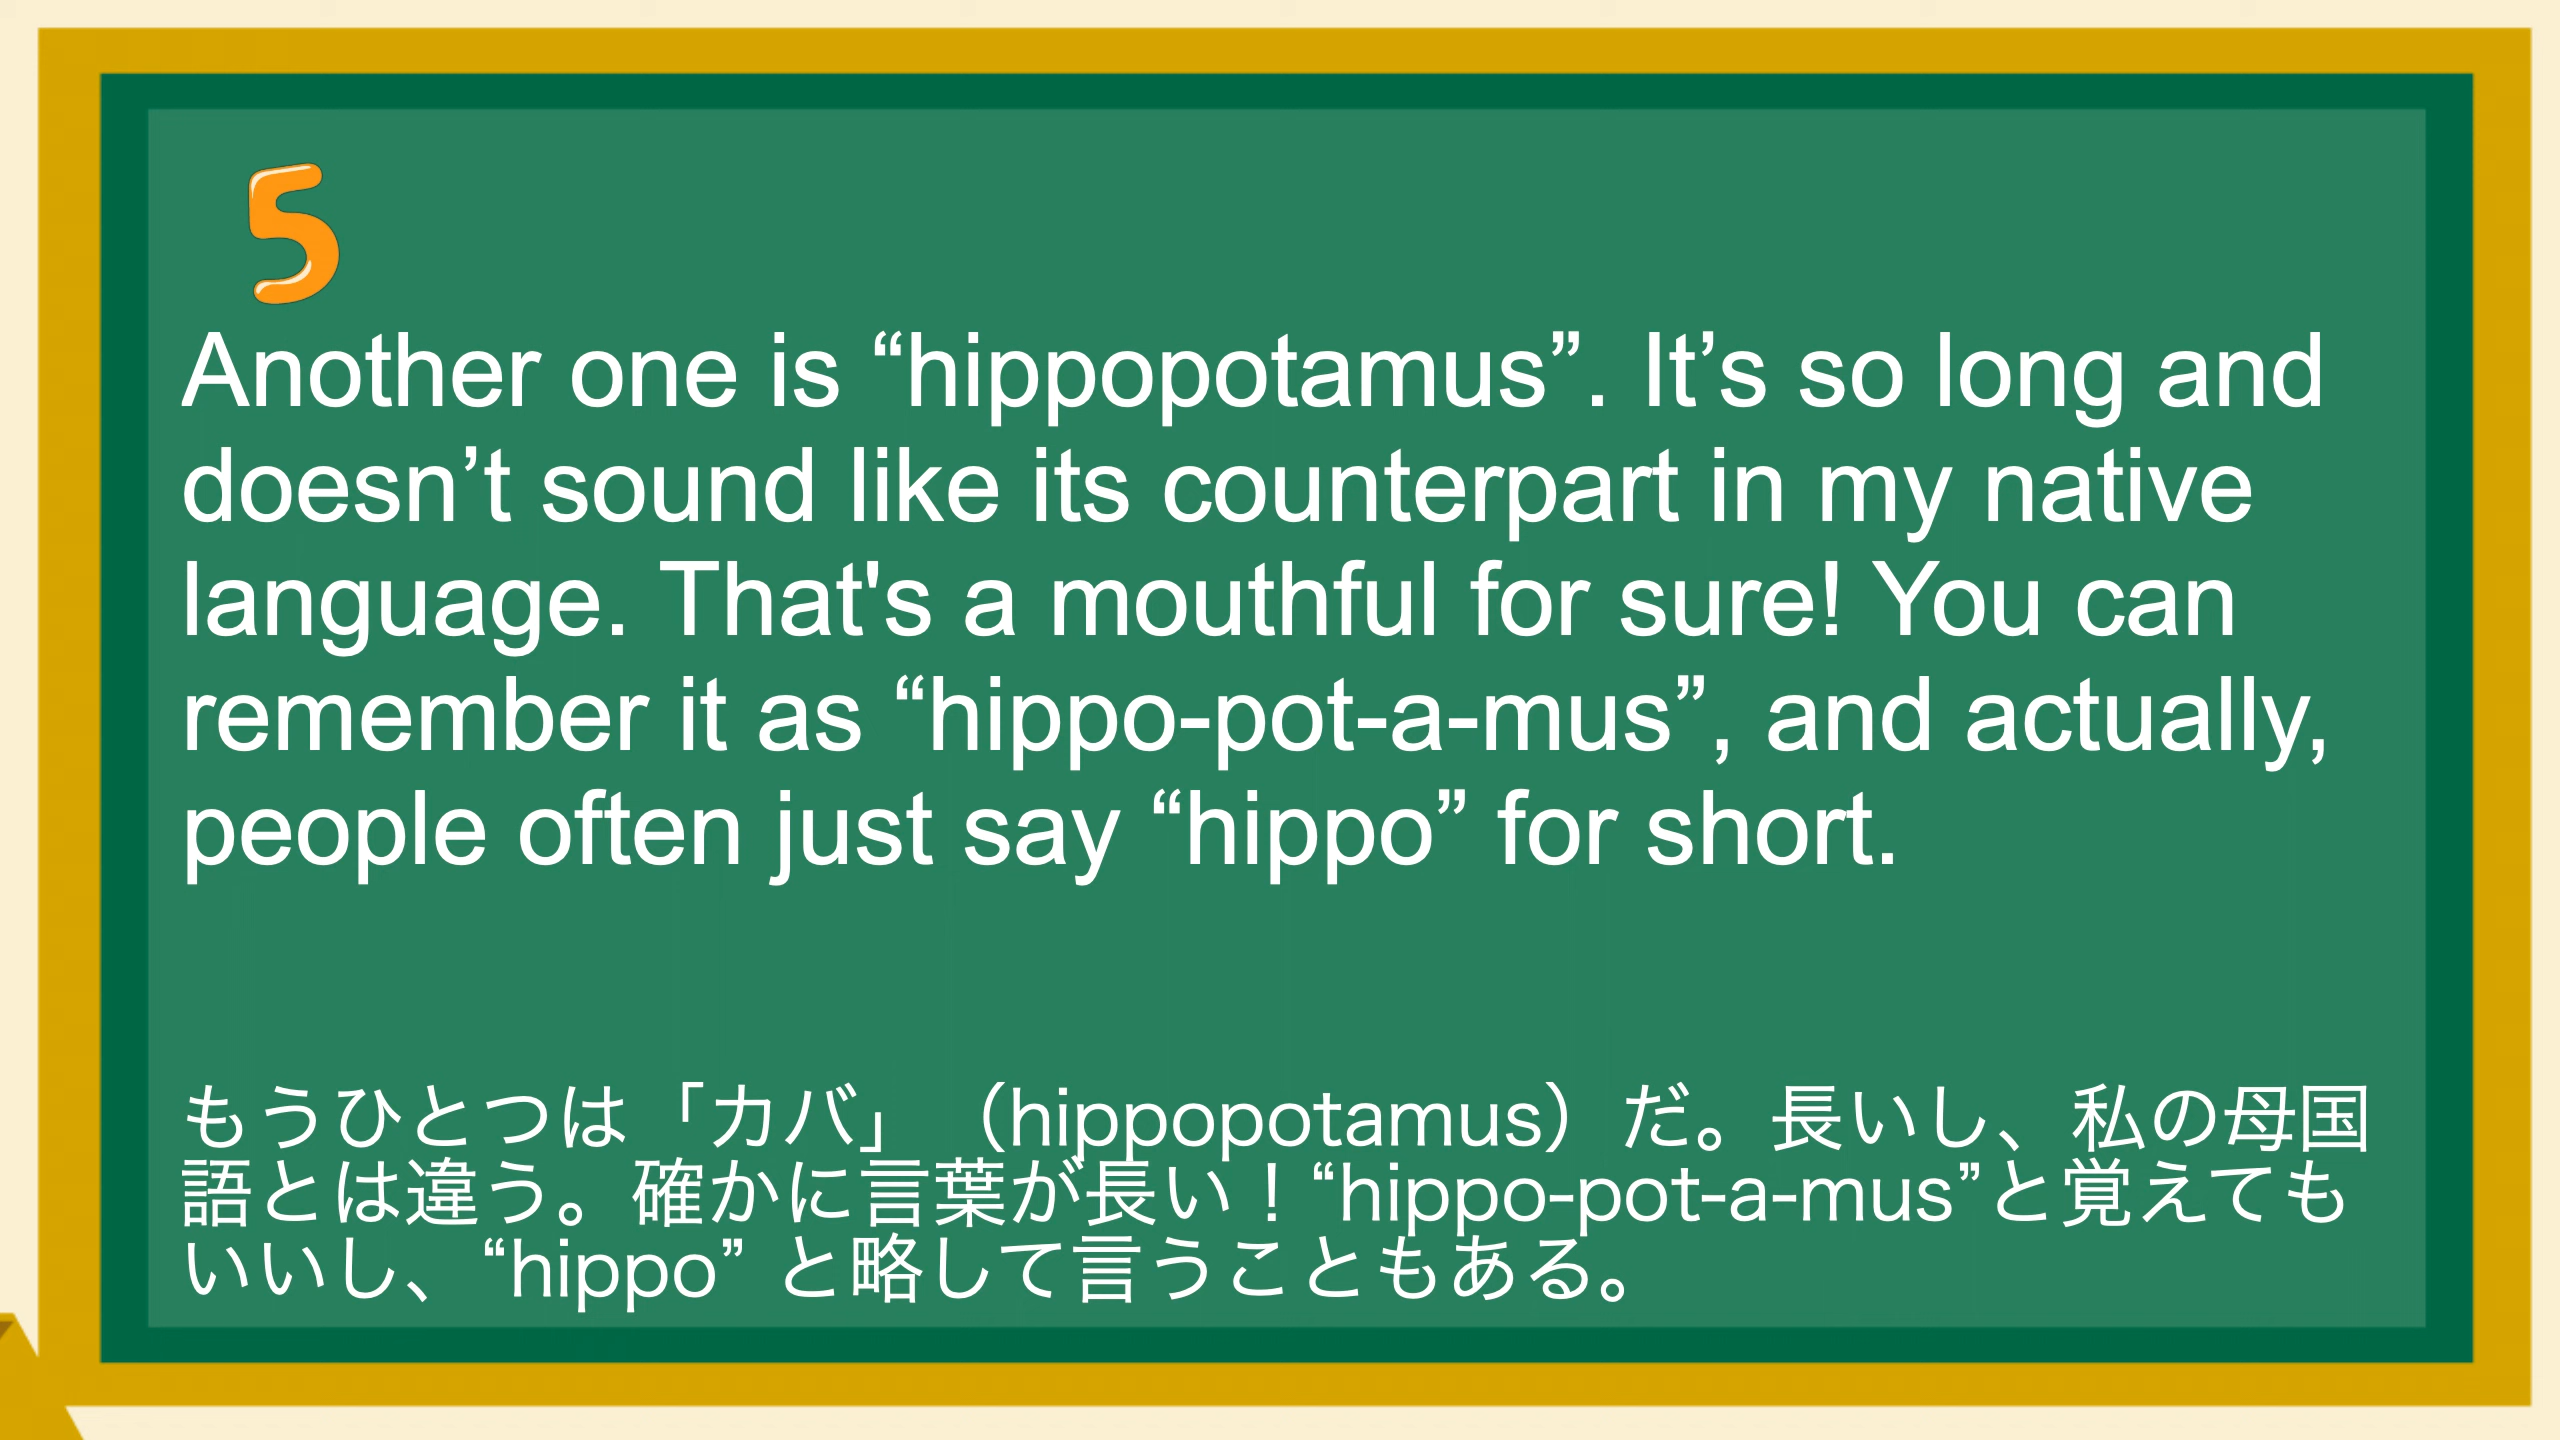 5
Another one is “hippopotamus”. It’s so long and
doesn’t sound like its counterpart in my native
language. That's a mouthful for sure! You can
remember it as “hippo-pot-a-mus”, and actually,
people often just say “hippo” for short.
もうひとつは「カバ」（hippopotamus）だ。長いし、私の母国
語とは違う。確かに言葉が長い！“hippo-pot-a-mus”と覚えても
いいし、“hippo” と略して言うこともある。